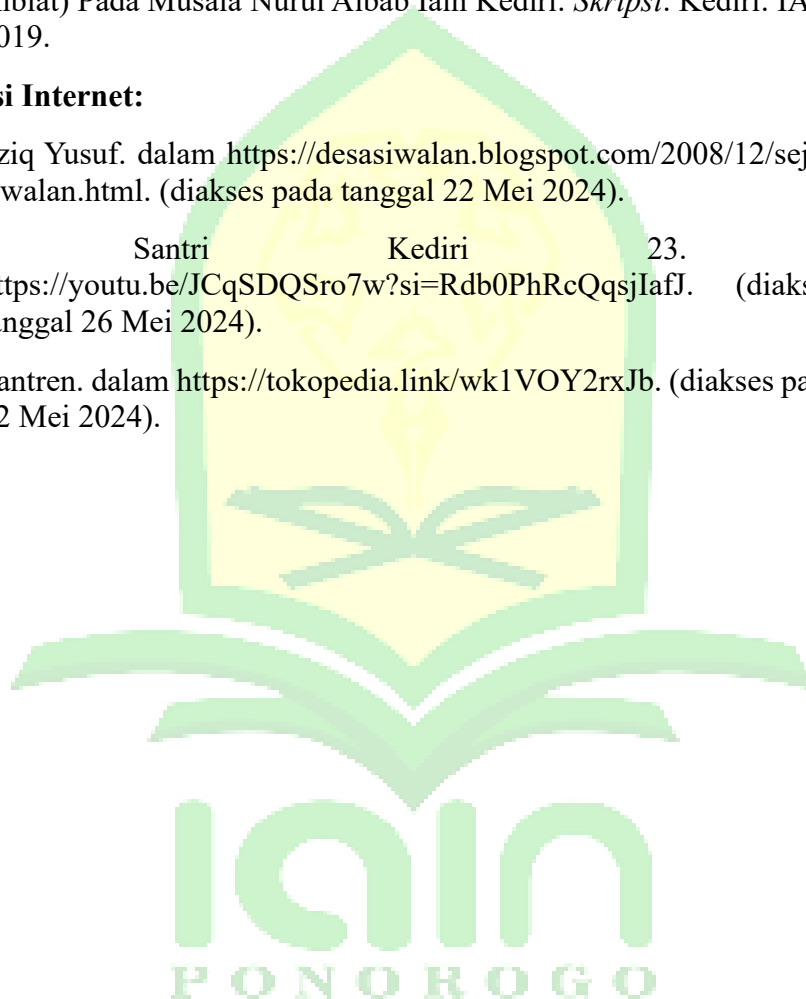 Pada Musala Nurul Albab Iain Kediri. Skripsi. Kediri: IA
019.
si Internet:
ziq Yusuf. dalam https://desasiwalan.blogspot.com/2008/12/sej
walan.html. (diakses pada tanggal 22 Mei 2024).
Santri Kediri 23.
ttps://youtu.be/JCqSDQSro7w?si=Rdb0PhRcQqsjIafJ. (diaks
anggal 26 Mei 2024).
antren. dalam https://tokopedia.link/wk1VOY2rxJb. (diakses pa
2 Mei 2024).
iain
PONOROGO